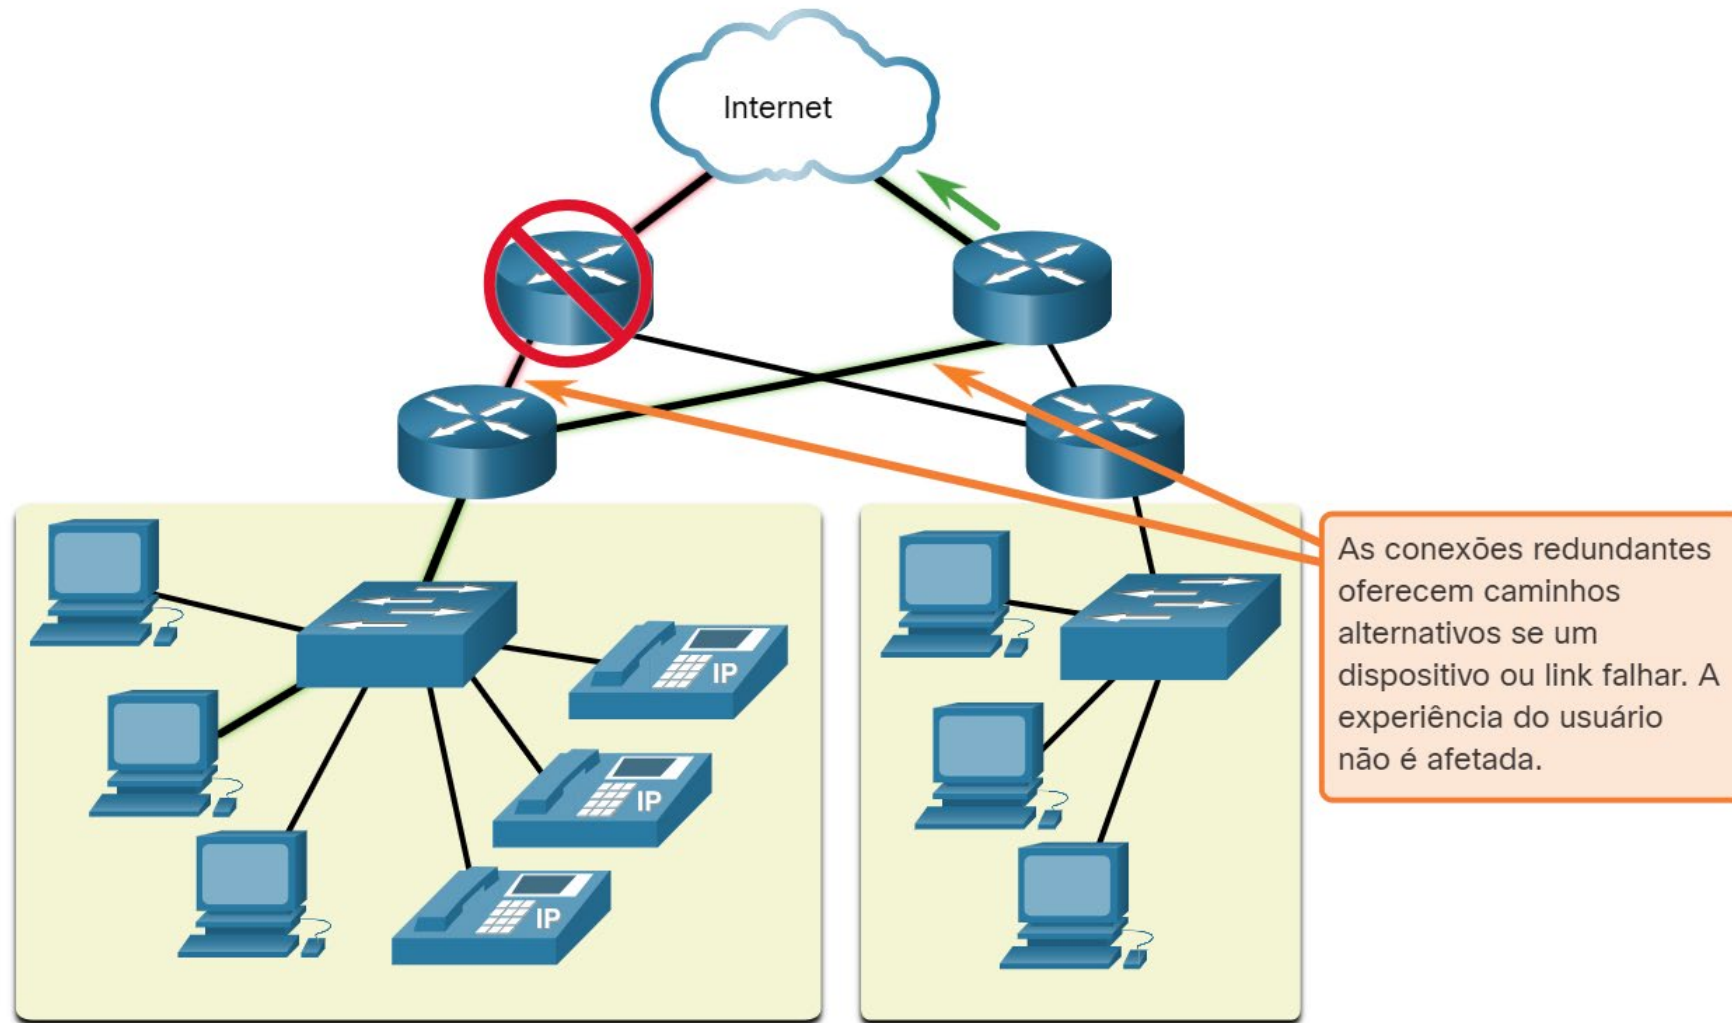 Internet
As conexões redundantes
oferecem caminhos
alternativos se um
dispositivo ou link falhar. A
experiência do usuário
não é afetada.
IP
IP
IP